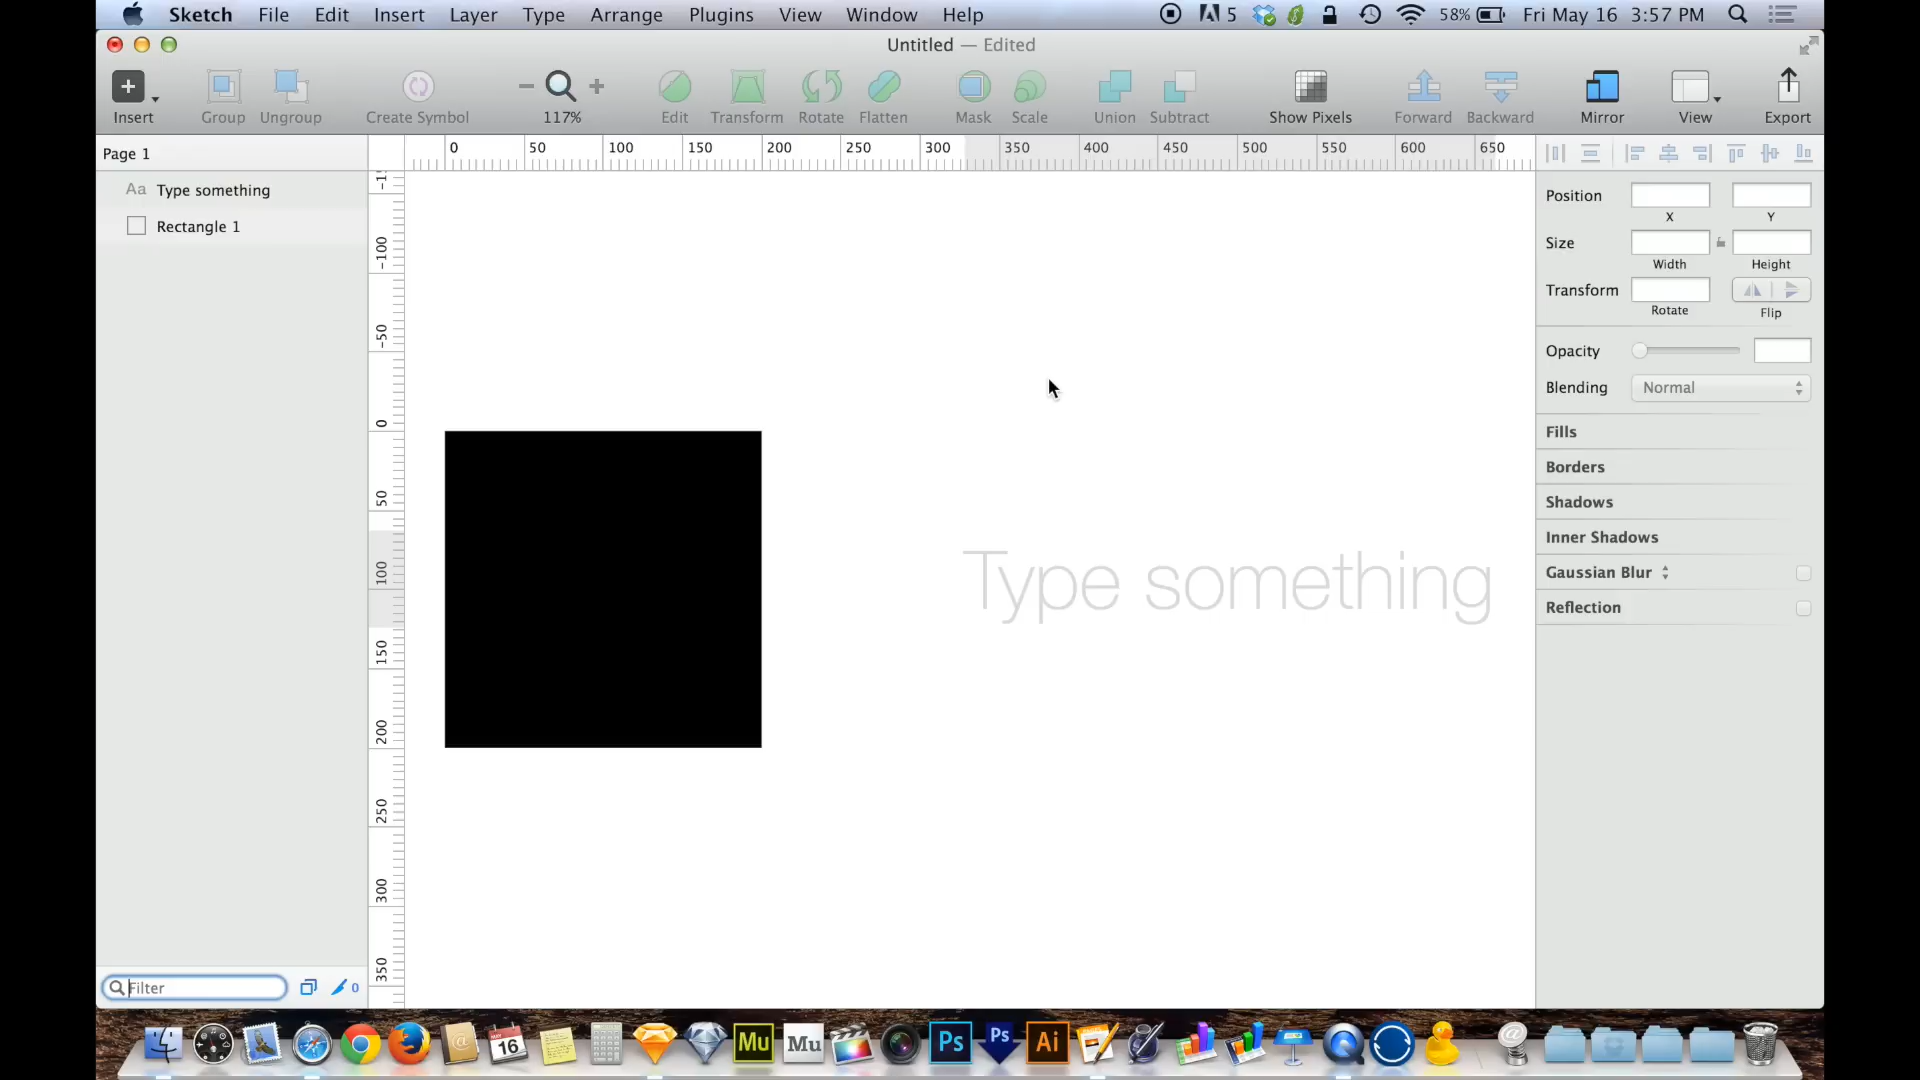 Sketch File Edit Insert Layer Type Arrange Plugins View Window Help 5 58% Fri May 16 3:57 PM
Untitled — Edited
Insert Group Ungroup Create Symbol 117% Edit Transform Rotate Flatten Mask Scale Union Subtract Show Pixels Forward Backward Mirror View Export
Page 1
0 50 100 150 200 250 300 350 400 450 500 550 600 650
Aa Type something
Rectangle 1
-100
-50
0
50
100
150
200
250
300
350
Type something
Position
X Y
Size
Width Height
Transform
Rotate Flip
Opacity
Blending Normal
Fills
Borders
Shadows
Inner Shadows
Gaussian Blur
Reflection
Filter 0
16 Mu Mu Ps Ps Ai